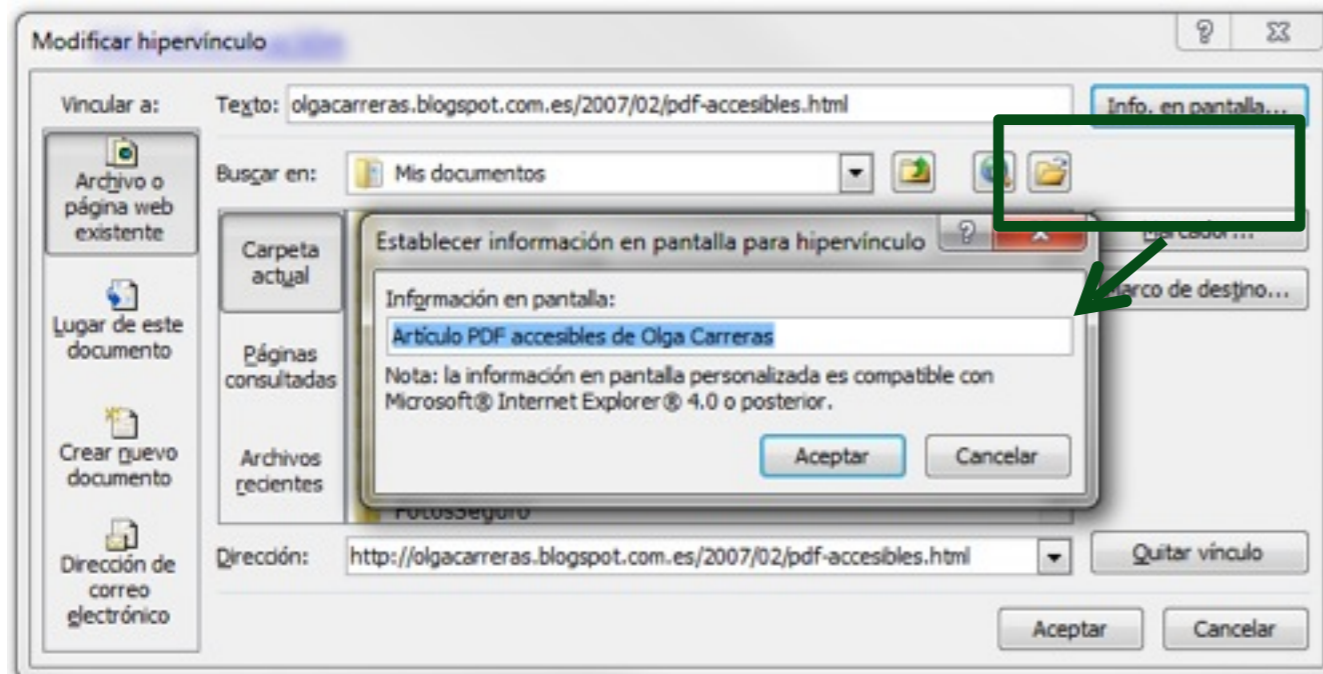 Modificar hipervínculo
Vincular a:
Texto: olgacarreras.blogspot.com.es/2007/02/pdf-accesibles.html
Info. en pantalla...
Archivo o
página web
existente
Buscar en:
Mis documentos
Carpeta
actual
Marcador...
Marco de destino...
Establecer información en pantalla para hipervínculo
Información en pantalla:
Artículo PDF accesibles de Olga Carreras
Nota: la información en pantalla personalizada es compatible con
Microsoft® Internet Explorer® 4.0 o posterior.
Aceptar
Cancelar
Lugar de este
documento
Páginas
consultadas
Crear nuevo
documento
Archivos
recientes
FotosSeguro
Dirección de
correo
electrónico
Dirección:
http://olgacarreras.blogspot.com.es/2007/02/pdf-accesibles.html
Quitar vínculo
Aceptar
Cancelar